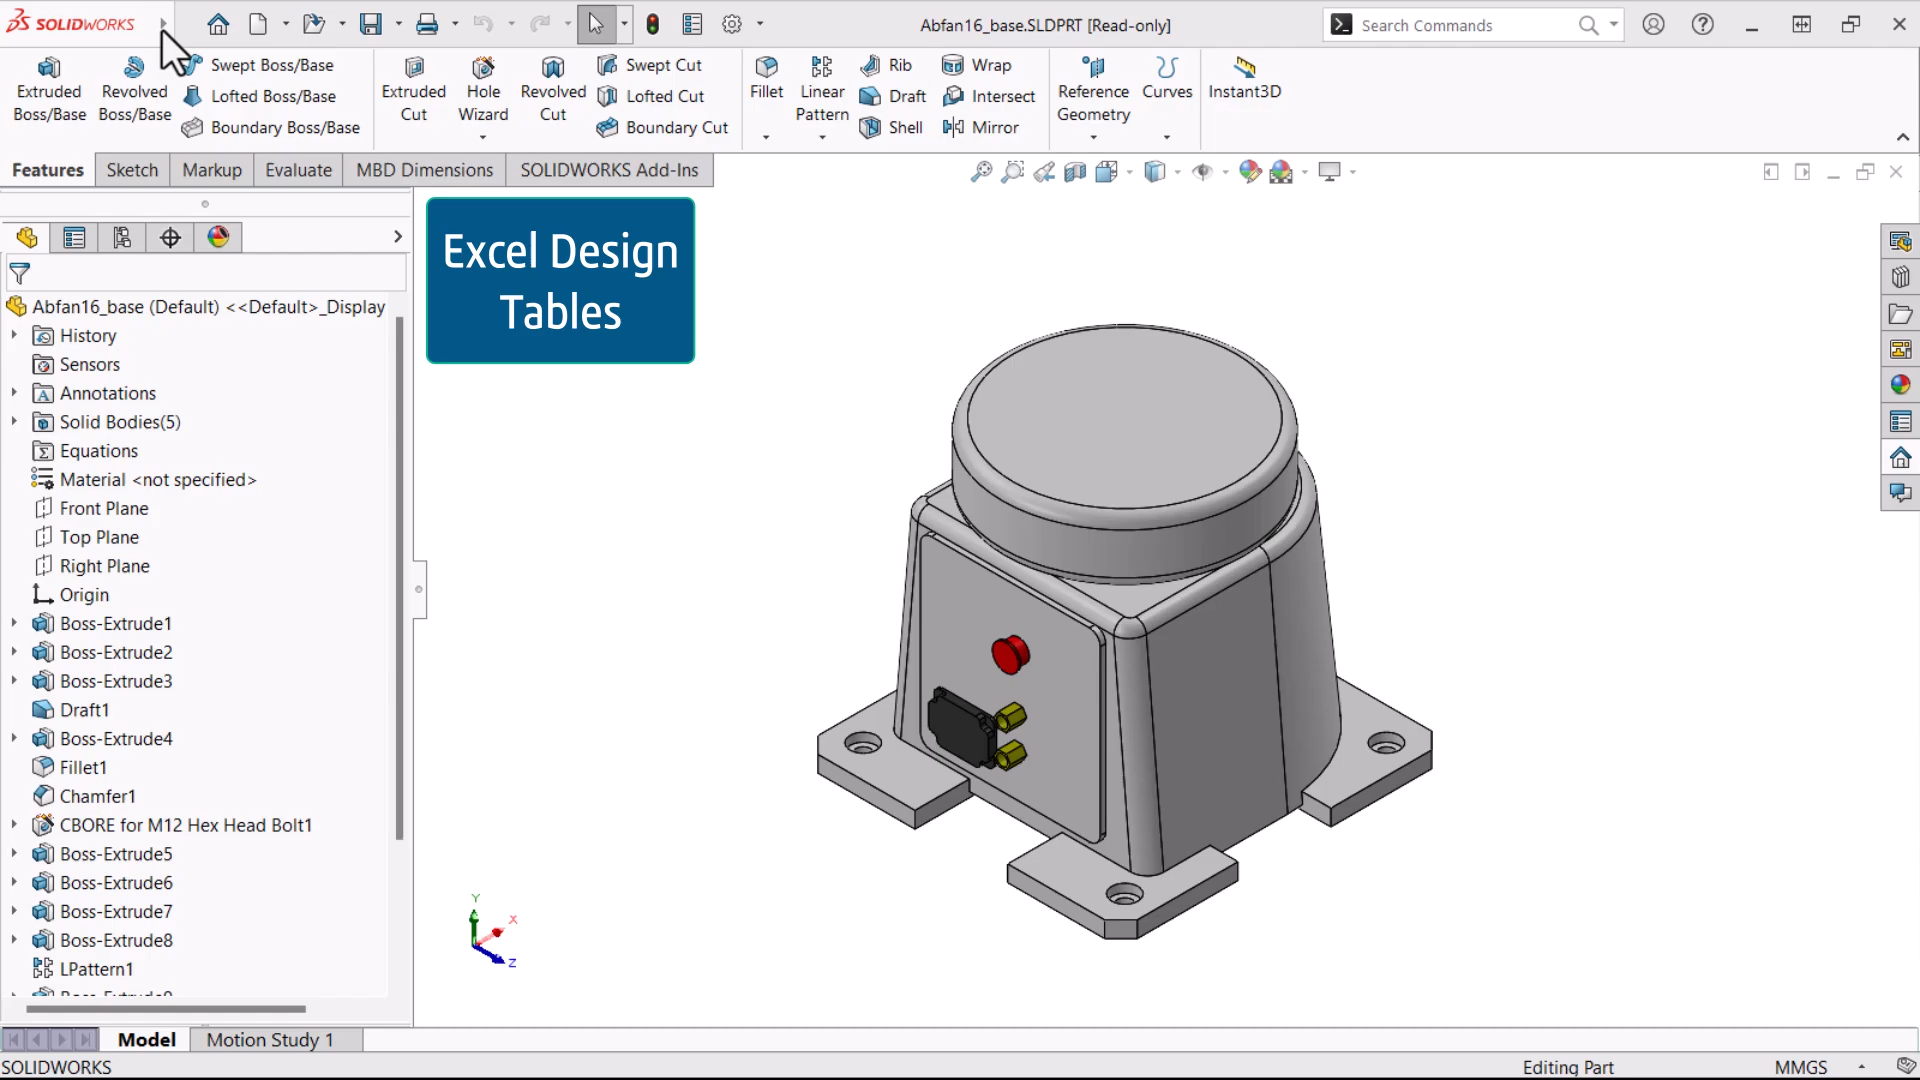 SOLIDWORKS
Abfan16_base.SLDPRT [Read-only]
Search Commands
Extruded Boss/Base
Revolved Boss/Base
Swept Boss/Base
Lofted Boss/Base
Boundary Boss/Base
Extruded Cut
Hole Wizard
Revolved Cut
Swept Cut
Lofted Cut
Boundary Cut
Fillet
Linear Pattern
Rib
Draft
Shell
Wrap
Intersect
Mirror
Reference Geometry
Curves
Instant3D
Features
Sketch
Markup
Evaluate
MBD Dimensions
SOLIDWORKS Add-Ins
Excel Design
Tables
Abfan16_base (Default) <<Default>_Display
History
Sensors
Annotations
Solid Bodies(5)
Equations
Material <not specified>
Front Plane
Top Plane
Right Plane
Origin
Boss-Extrude1
Boss-Extrude2
Boss-Extrude3
Draft1
Boss-Extrude4
Fillet1
Chamfer1
CBORE for M12 Hex Head Bolt1
Boss-Extrude5
Boss-Extrude6
Boss-Extrude7
Boss-Extrude8
LPattern1
Y
X
Z
Model
Motion Study 1
SOLIDWORKS
Editing Part
MMGS